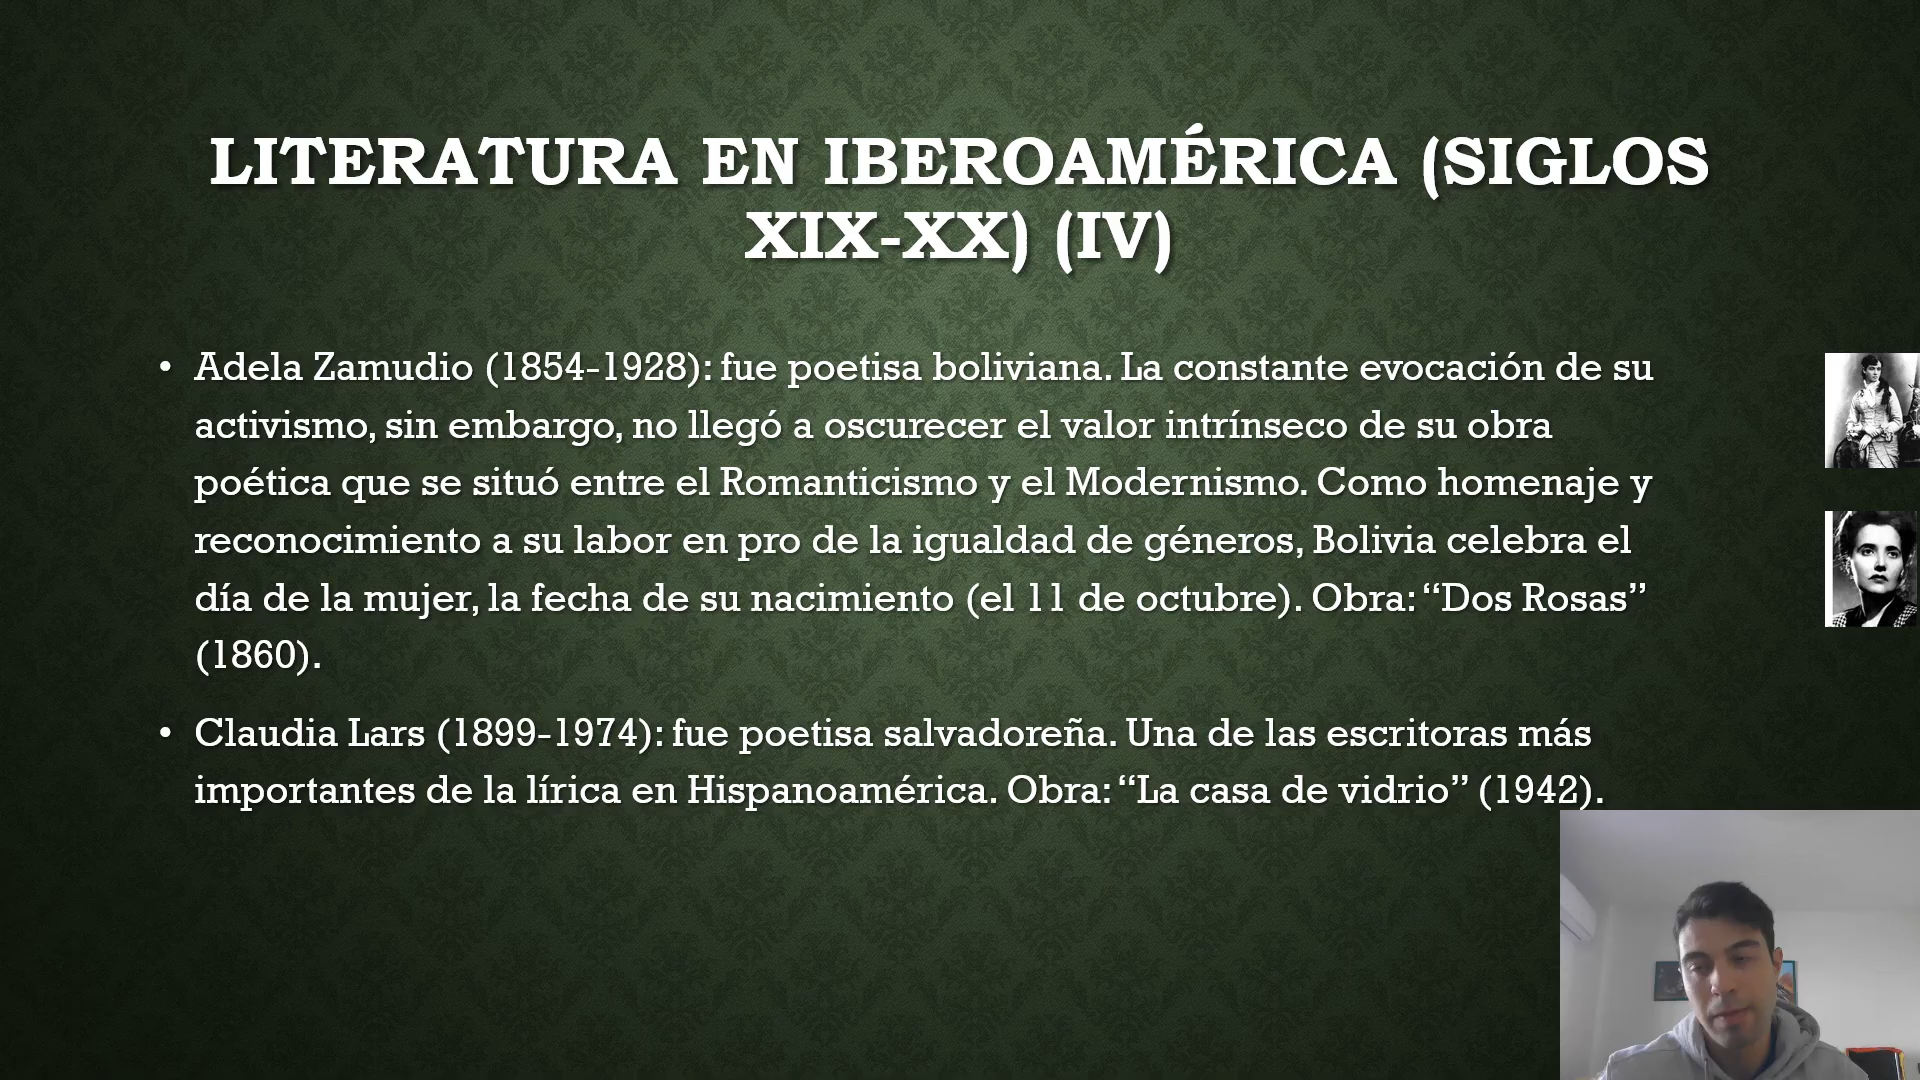 LITERATURA EN IBEROAMÉRICA (SIGLOS
XIX-XX) (IV)
• Adela Zamudio (1854-1928): fue poetisa boliviana. La constante evocación de su
activismo, sin embargo, no llegó a oscurecer el valor intrínseco de su obra
poética que se situó entre el Romanticismo y el Modernismo. Como homenaje y
reconocimiento a su labor en pro de la igualdad de géneros, Bolivia celebra el
día de la mujer, la fecha de su nacimiento (el 11 de octubre). Obra: “Dos Rosas”
(1860).
• Claudia Lars (1899-1974): fue poetisa salvadoreña. Una de las escritoras más
importantes de la lírica en Hispanoamérica. Obra: “La casa de vidrio” (1942).